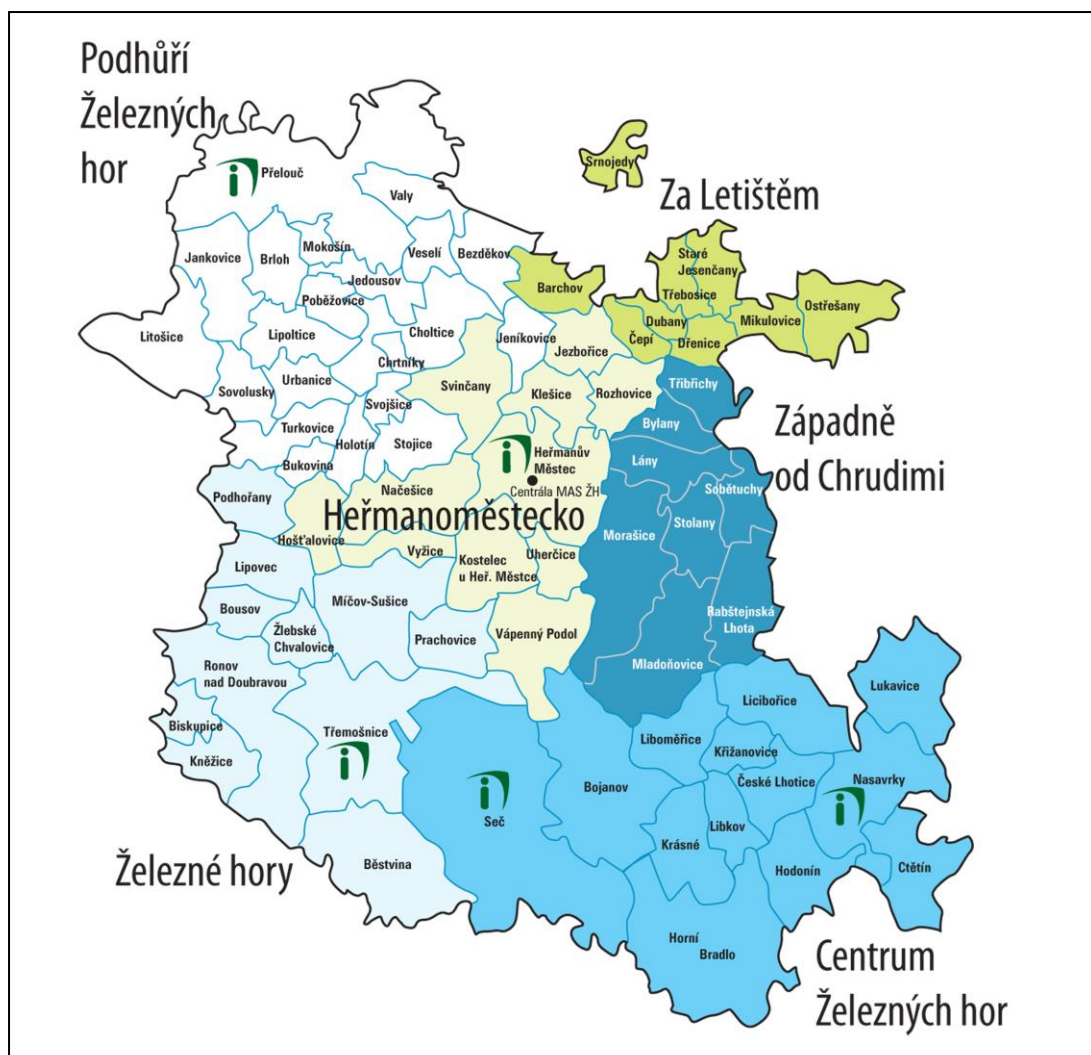 Podhůří
Železných
hor
Přelouč
Srnojedy
Za Letištěm
Valy
Jankovice
Brloh
Mokošín
Veselí
Bezděkov
Staré
Jesenčany
Jedousov
Barchov
Poběžovice
Třebosice
Ostřešany
Litošice
Lipoltice
Choltice
Jeníkovice
Jezbořice
Dubany
Čepí
Dřenice
Mikulovice
Chrtníky
Sovolusky
Urbanice
Svinčany
Klešice
Rozhovice
Třibřichy
Svojšice
Turkovice
Holotín
Stojice
Bylany
Západně
od Chrudimi
Bukovina
Heřmanův
Městec
Lány
Podhořany
Načešice
Centrála MAS ŽH
Sobětuchy
Heřmanoměstecko
Stolany
Hošťalovice
Vyžice
Kostelec
u Heř. Městce
Uherčice
Morašice
Lipovec
Míčov-Sušice
Bousov
Žlebské
Chvalovice
Prachovice
Vápenný Podol
Rabštejnská
Lhota
Mladoňovice
Ronov
nad Doubravou
Licibořice
Lukavice
Biskupice
Třemošnice
Liboměřice
Křižanovice
Kněžice
Bojanov
České Lhotice
Nasavrky
Seč
Libkov
Krásné
Železné hory
Běstvina
Hodonín
Ctětín
Horní
Bradlo
Centrum
Železných hor